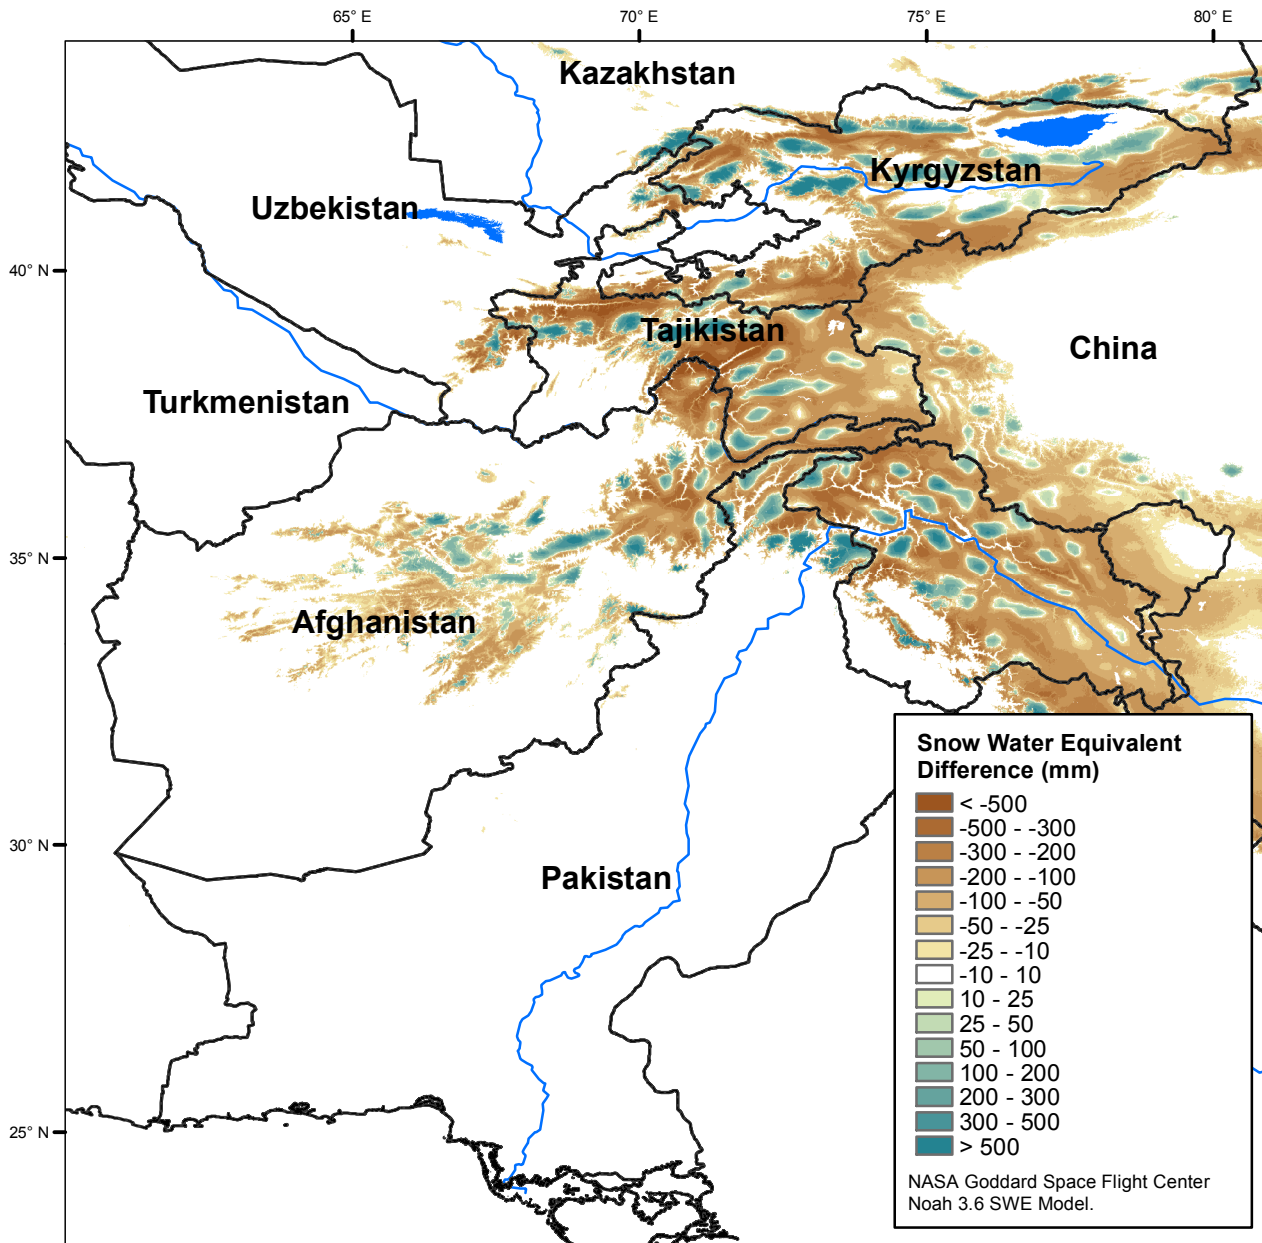 65° E
70° E
75° E
80° E
Kazakhstan
Kyrgyzstan
Uzbekistan
40° N
Tajikistan
China
Turkmenistan
35° N
Afghanistan
Snow Water Equivalent
Difference (mm)
< -500
-500 - -300
-300 - -200
-200 - -100
-100 - -50
-50 - -25
-25 - -10
-10 - 10
10 - 25
25 - 50
50 - 100
100 - 200
200 - 300
300 - 500
> 500
NASA Goddard Space Flight Center
Noah 3.6 SWE Model.
30° N
Pakistan
25° N